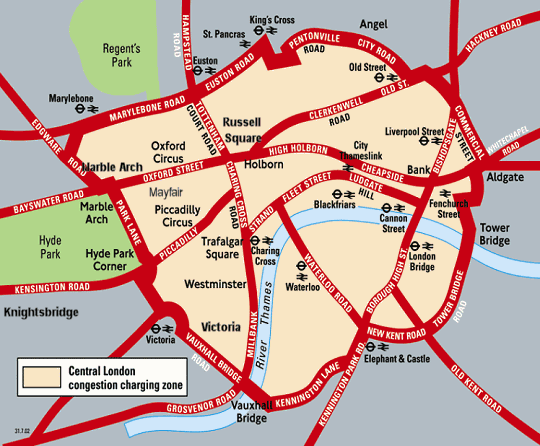 King's Cross
St. Pancras
Angel
HAMPSTEAD
ROAD
Regent's
Park
PENTONVILLE
ROAD
CITY ROAD
HACKNEY ROAD
Euston
EUSTON ROAD
Old Street
OLD ST.
Marylebone
MARYLEBONE ROAD
TOTTENHAM
COURT ROAD
CLERKENWELL
ROAD
COMMERCIAL
STREET
EDGWARE ROAD
Russell
Square
Liverpool Street
BISHOPSGATE
WHITECHAPEL
ROAD
Oxford
Circus
HIGH HOLBORN
City
Thameslink
Marble Arch
OXFORD STREET
Holborn
CHEAPSIDE
Bank
Aldgate
BAYSWATER ROAD
Mayfair
CHARING CROSS
ROAD
FLEET STREET
LUDGATE
HILL
Marble
Arch
PARK LANE
Piccadilly
Circus
STRAND
Blackfriars
Cannon
Street
Fenchurch
Street
Tower
Bridge
Hyde
Park
Hyde Park
Corner
PICCADILLY
Trafalgar
Square
Charing
Cross
London
Bridge
KENSINGTON ROAD
Westminster
River Thames
Waterloo
WATERLOO ROAD
BOROUGH HIGH ST.
TOWER BRIDGE
ROAD
Knightsbridge
Victoria
Victoria
MILLBANK
NEW KENT ROAD
VAUXHALL BRIDGE
ROAD
Elephant & Castle
Central London
congestion charging zone
KENNINGTON LANE
KENNINGTON PARK RD
OLD KENT ROAD
GROSVENOR ROAD
Vauxhall
Bridge
31.7.02